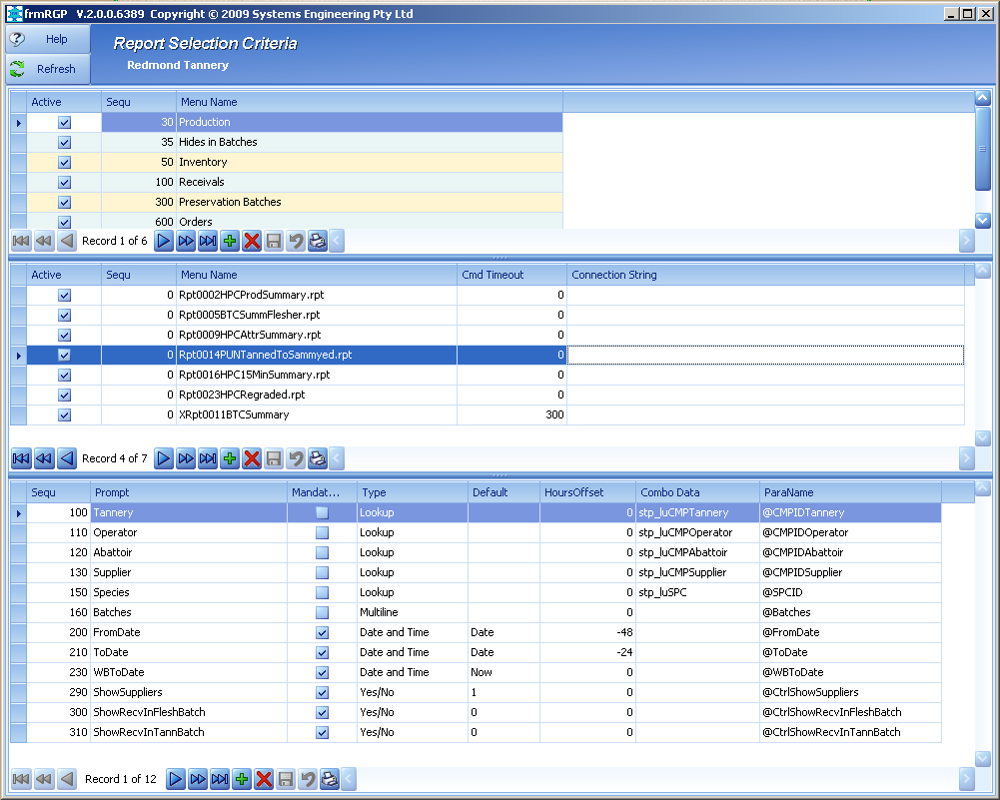 frmRGP V.2.0.0.6389 Copyright © 2009 Systems Engineering Pty Ltd
Help
Report Selection Criteria
Refresh
Redmond Tannery
Active Sequ Menu Name
30 Production
35 Hides in Batches
50 Inventory
100 Receivals
300 Preservation Batches
600 Orders
Record 1 of 6
Active Sequ Menu Name Cmd Timeout Connection String
0 Rpt0002HPCProdSummary.rpt 0
0 Rpt0005BTCSummFlesher.rpt 0
0 Rpt0009HPCAttrSummary.rpt 0
0 Rpt0014PUNTannedToSammyed.rpt 0
0 Rpt0016HPC15MinSummary.rpt 0
0 Rpt0023HPCRegraded.rpt 0
0 XRpt0011BTCSummary 300
Record 4 of 7
Sequ Prompt Mandat... Type Default HoursOffset Combo Data ParaName
100 Tannery Lookup 0 stp_luCMPTannery @CMPIDTannery
110 Operator Lookup 0 stp_luCMPOperator @CMPIDOperator
120 Abattoir Lookup 0 stp_luCMPAbattoir @CMPIDAbattoir
130 Supplier Lookup 0 stp_luCMPSupplier @CMPIDSupplier
150 Species Lookup 0 stp_luSPC @SPCID
160 Batches Multiline 0 @Batches
200 FromDate Date and Time Date -48 @FromDate
210 ToDate Date and Time Date -24 @ToDate
230 WBToDate Date and Time Now 0 @WBToDate
290 ShowSuppliers Yes/No 1 0 @CtrlShowSuppliers
300 ShowRecvInFleshBatch Yes/No 0 0 @CtrlShowRecvInFleshBatch
310 ShowRecvInTannBatch Yes/No 0 0 @CtrlShowRecvInTannBatch
Record 1 of 12